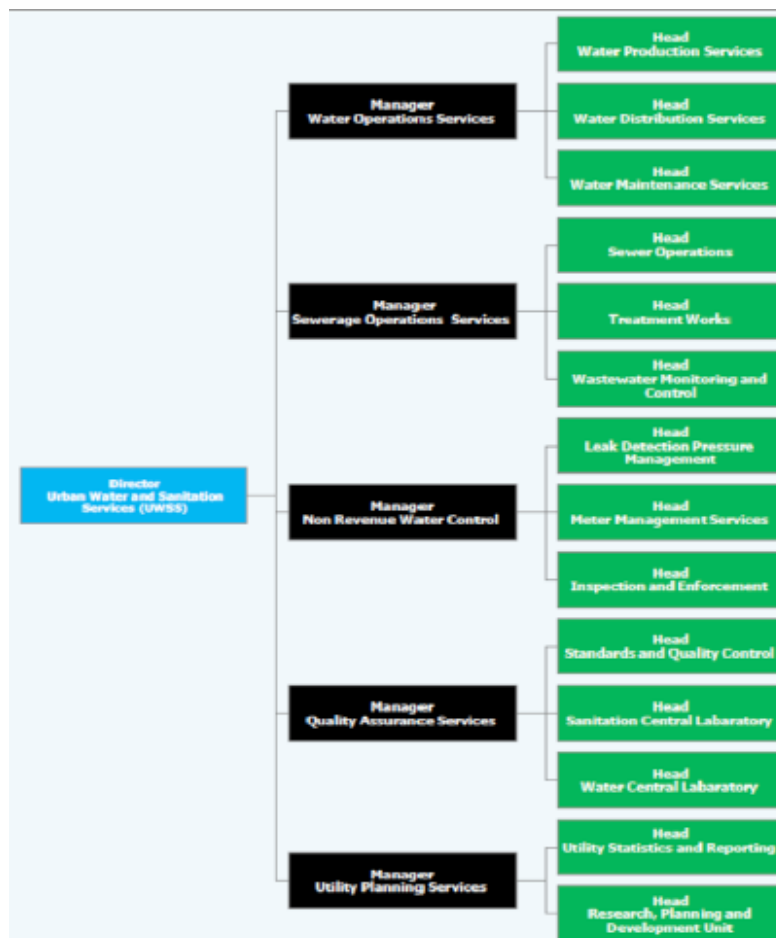 Head
Water Production Services
Manager
Water Operations Services
Head
Water Distribution Services
Head
Water Maintenance Services
Head
Sewer Operations
Manager
Sewerage Operations Services
Head
Treatment Works
Head
Wastewater Monitoring and
Control
Head
Leak Detection Pressure
Management
Director
Urban Water and Sanitation
Services (UWSS)
Manager
Non Revenue Water Control
Head
Meter Management Services
Head
Inspection and Enforcement
Head
Standards and Quality Control
Manager
Quality Assurance Services
Head
Sanitation Central Labaratory
Head
Water Central Labaratory
Head
Utility Statistics and Reporting
Manager
Utility Planning Services
Head
Research, Planning and
Development Unit